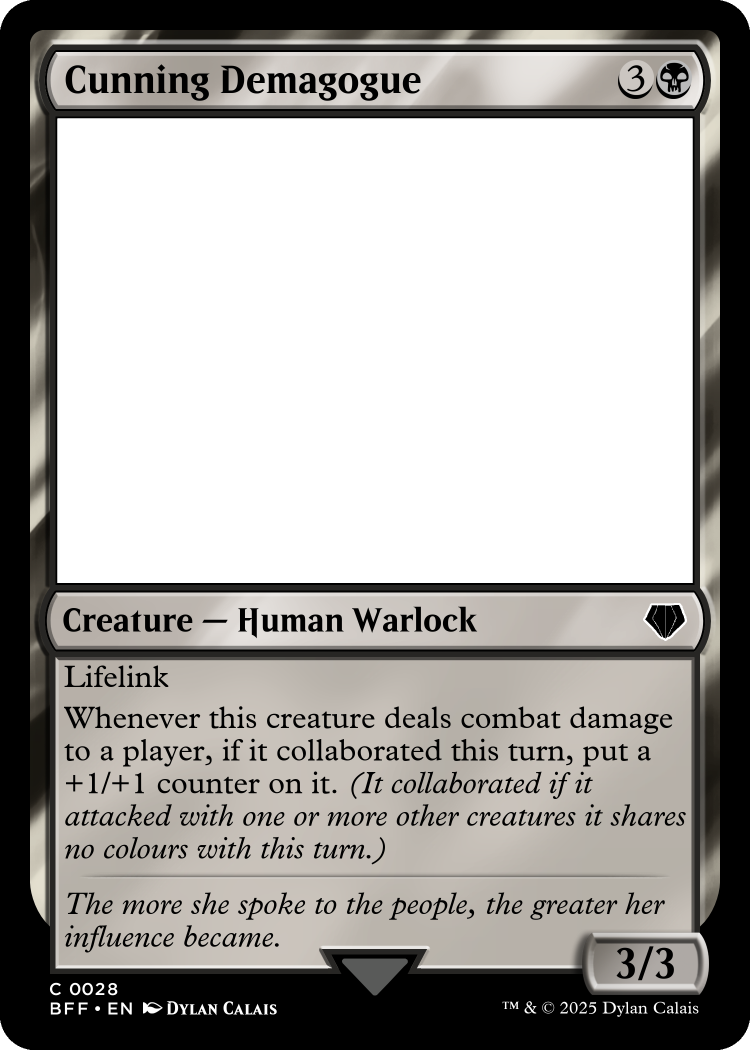 Cunning Demagogue 3
Creature — Human Warlock
Lifelink
Whenever this creature deals combat damage
to a player, if it collaborated this turn, put a
+1/+1 counter on it. (It collaborated if it
attacked with one or more other creatures it shares
no colours with this turn.)
The more she spoke to the people, the greater her
influence became.
3/3
C 0028
BFF • EN Dylan Calais
™ & © 2025 Dylan Calais